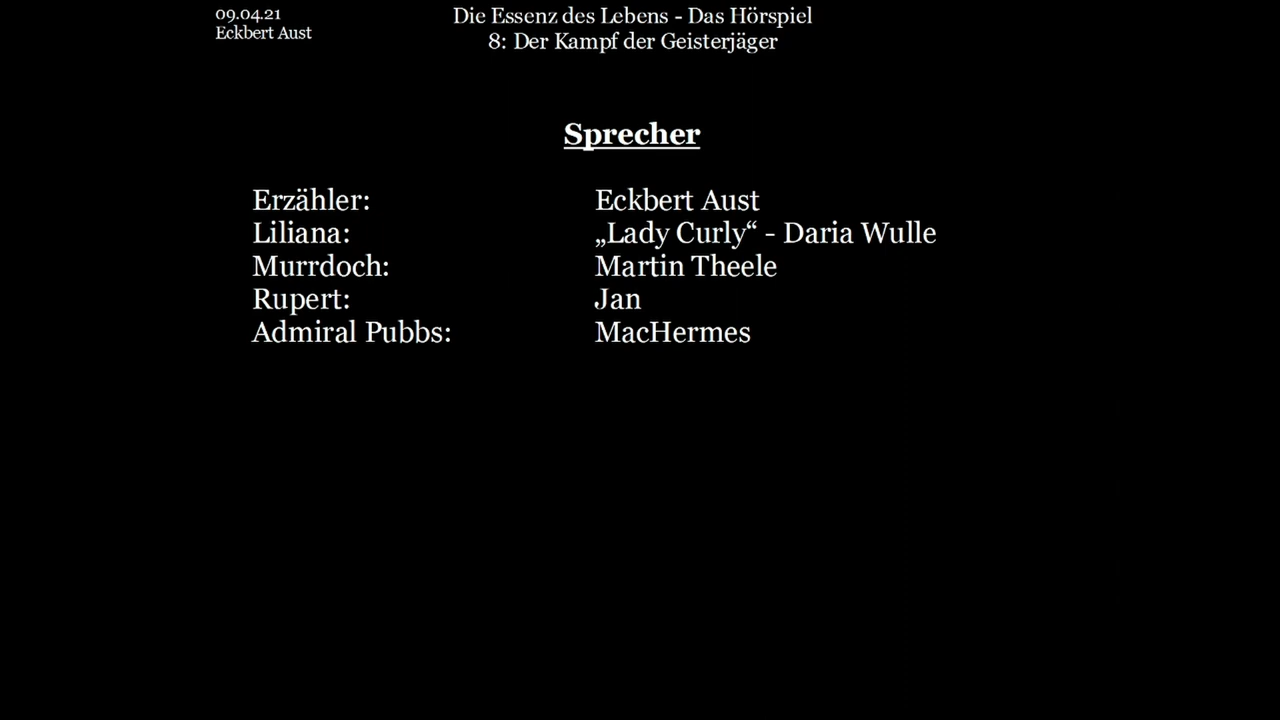 09.04.21
Eckbert Aust
Die Essenz des Lebens - Das Hörspiel
8: Der Kampf der Geisterjäger
Sprecher
Erzähler: Eckbert Aust
Liliana: „Lady Curly“ - Daria Wulle
Murrdoch: Martin Theele
Rupert: Jan
Admiral Pubbs: MacHermes